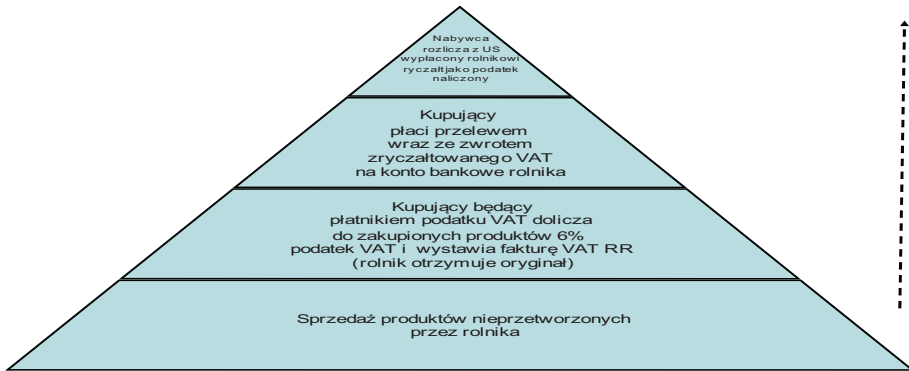 Nabywca
rozlicza z US
wypłacony rolnikowi
ryczałt jako podatek
naliczony
Kupujący
płaci przelewem
wraz ze zwrotem
zryczałtowanego VAT
na konto bankowe rolnika
Kupujący będący
płatnikiem podatku VAT dolicza
do zakupionych produktów 6%
podatek VAT i wystawia fakturę VAT RR
(rolnik otrzymuje oryginał)
Sprzedaż produktów nieprzetworzonych
przez rolnika